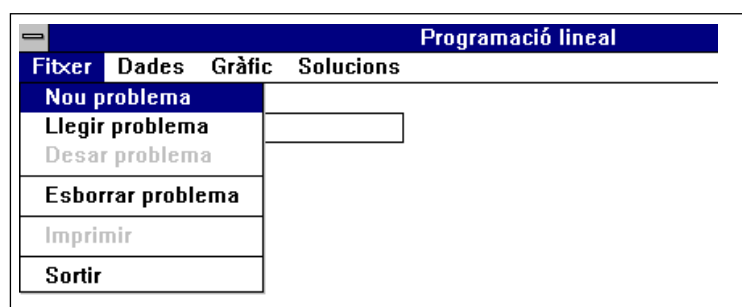 Programació lineal
Fitxer Dades Gràfic Solucions
Nou problema
Llegir problema
Desar problema
Esborrar problema
Imprimir
Sortir